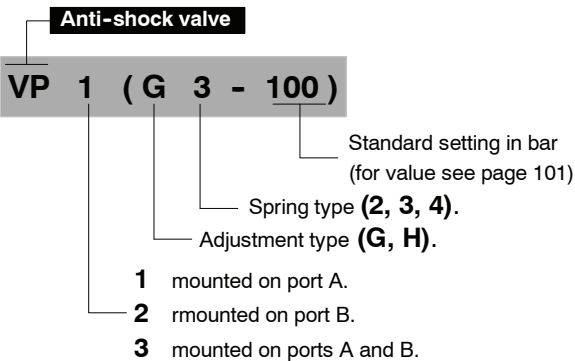 Anti-shock valve
VP 1 ( G 3 - 100 )
Standard setting in bar
(for value see page 101)
Spring type (2, 3, 4).
Adjustment type (G, H).
1 mounted on port A.
2 rmounted on port B.
3 mounted on ports A and B.